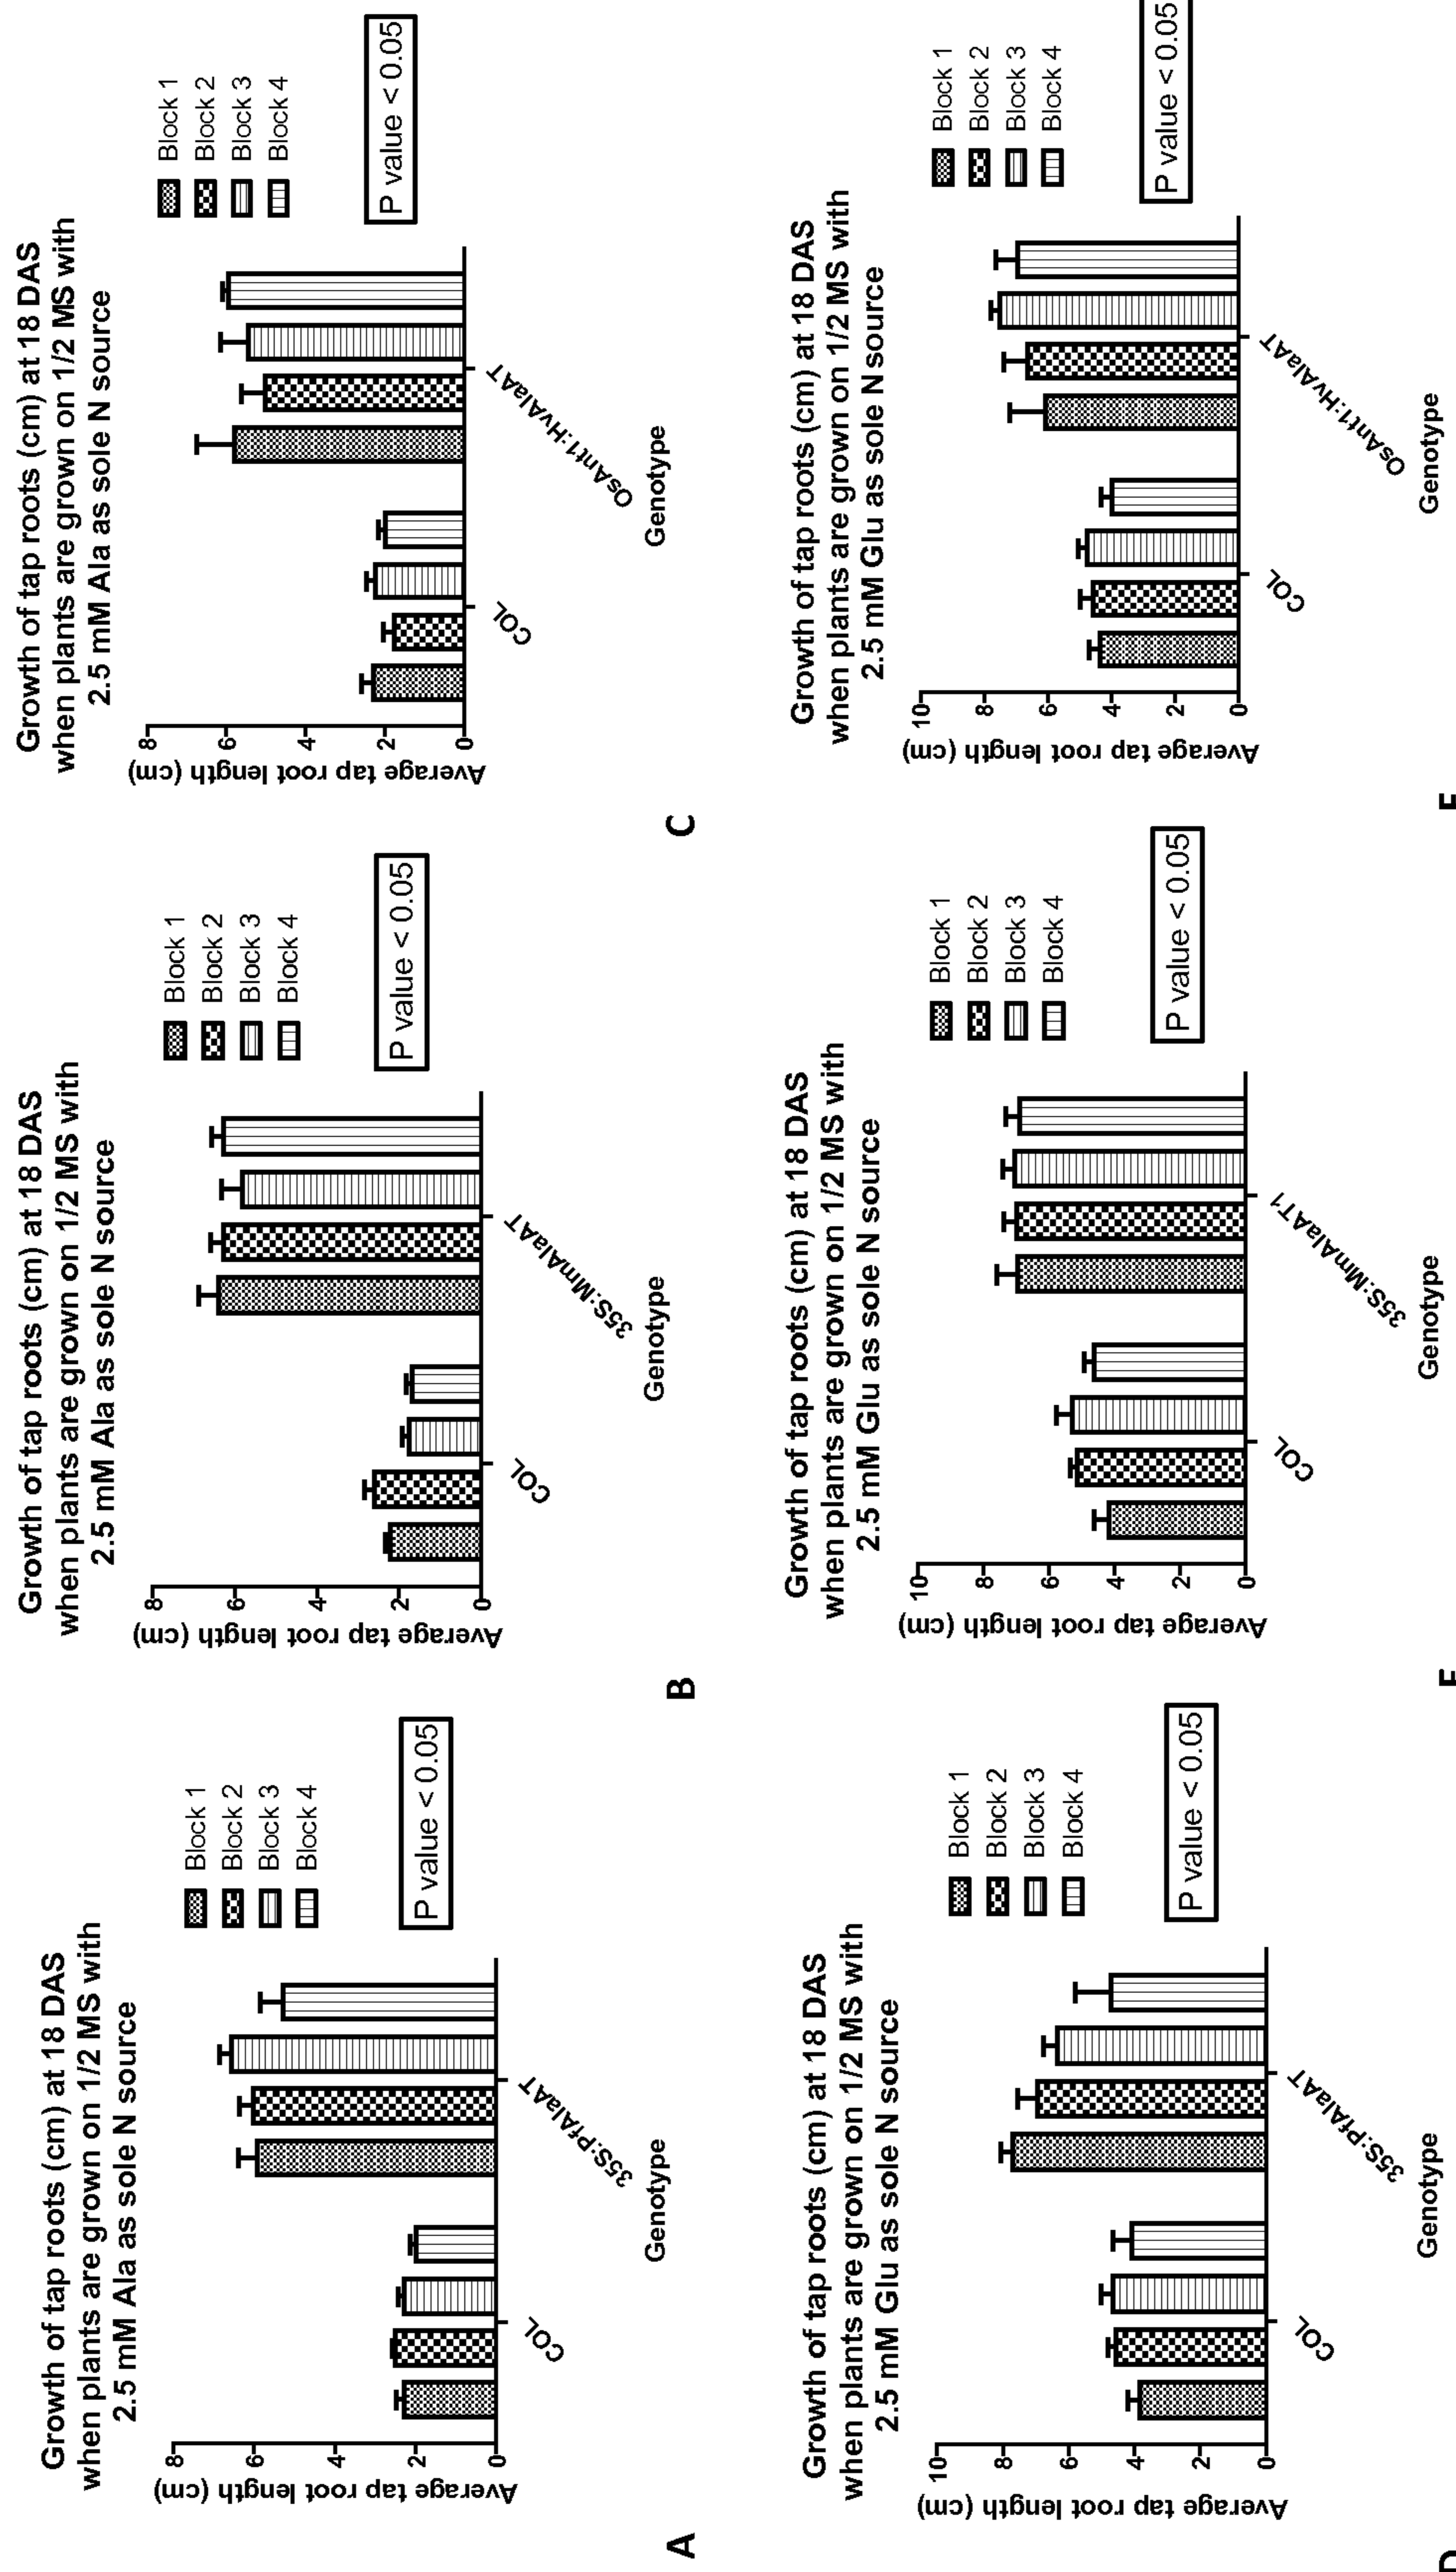 Growth of tap roots (cm) at 18 DAS
when plants are grown on 1/2 MS with
2.5 mM Ala as sole N source
Average tap root length (cm)
8
6
4
2
0
COL
35S:PfAlaAT
Genotype
Block 1
Block 2
Block 3
Block 4
P value < 0.05
A
Growth of tap roots (cm) at 18 DAS
when plants are grown on 1/2 MS with
2.5 mM Ala as sole N source
Average tap root length (cm)
8
6
4
2
0
COL
35S:MmAlaAT
Genotype
Block 1
Block 2
Block 3
Block 4
P value < 0.05
B
Growth of tap roots (cm) at 18 DAS
when plants are grown on 1/2 MS with
2.5 mM Ala as sole N source
Average tap root length (cm)
8
6
4
2
0
COL
OsAnt1:HvAlaAT
Genotype
Block 1
Block 2
Block 3
Block 4
P value < 0.05
C
Growth of tap roots (cm) at 18 DAS
when plants are grown on 1/2 MS with
2.5 mM Glu as sole N source
Average tap root length (cm)
10
8
6
4
2
0
COL
35S:PfAlaAT
Genotype
Block 1
Block 2
Block 3
Block 4
P value < 0.05
D
Growth of tap roots (cm) at 18 DAS
when plants are grown on 1/2 MS with
2.5 mM Glu as sole N source
Average tap root length (cm)
10
8
6
4
2
0
COL
35S:MmAlaAT1
Genotype
Block 1
Block 2
Block 3
Block 4
P value < 0.05
Growth of tap roots (cm) at 18 DAS
when plants are grown on 1/2 MS with
2.5 mM Glu as sole N source
Average tap root length (cm)
10
8
6
4
2
0
COL
OsAnt1:HvAlaAT
Genotype
Block 1
Block 2
Block 3
Block 4
P value < 0.05